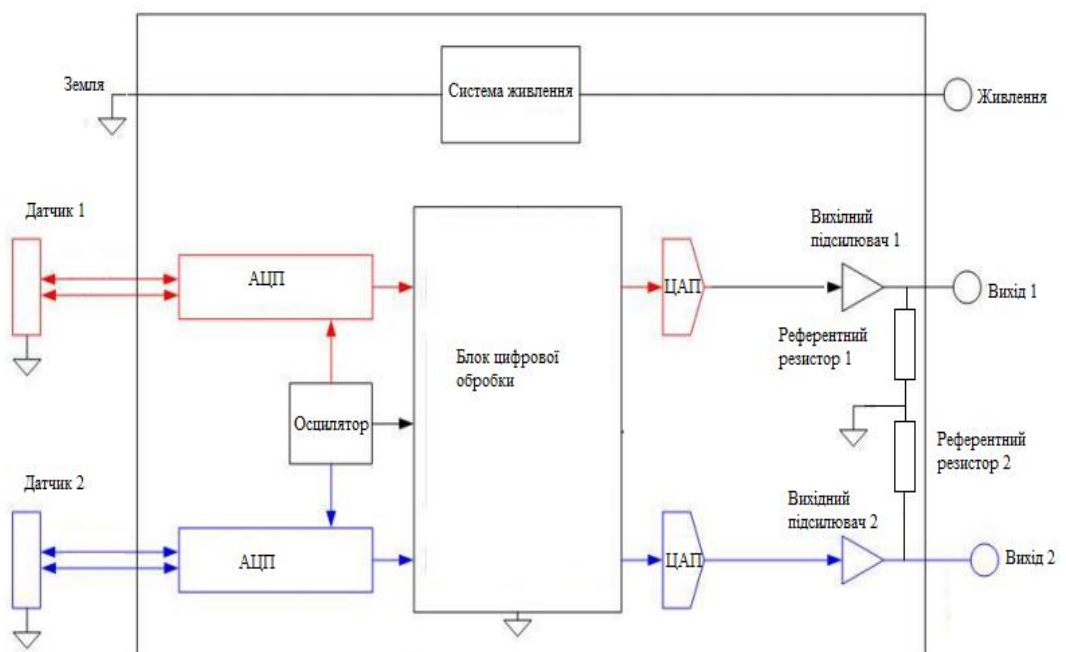 Земля
Система живлення
Живлення
Датчик 1
АЦП
ЦАП
Вихілний
підсилювач 1
Вихід 1
Референтний
резистор 1
Блок цифрової
обробки
Осцилятор
Референтний
резистор 2
Датчик 2
АЦП
ЦАП
Вихідний
підсилювач 2
Вихід 2